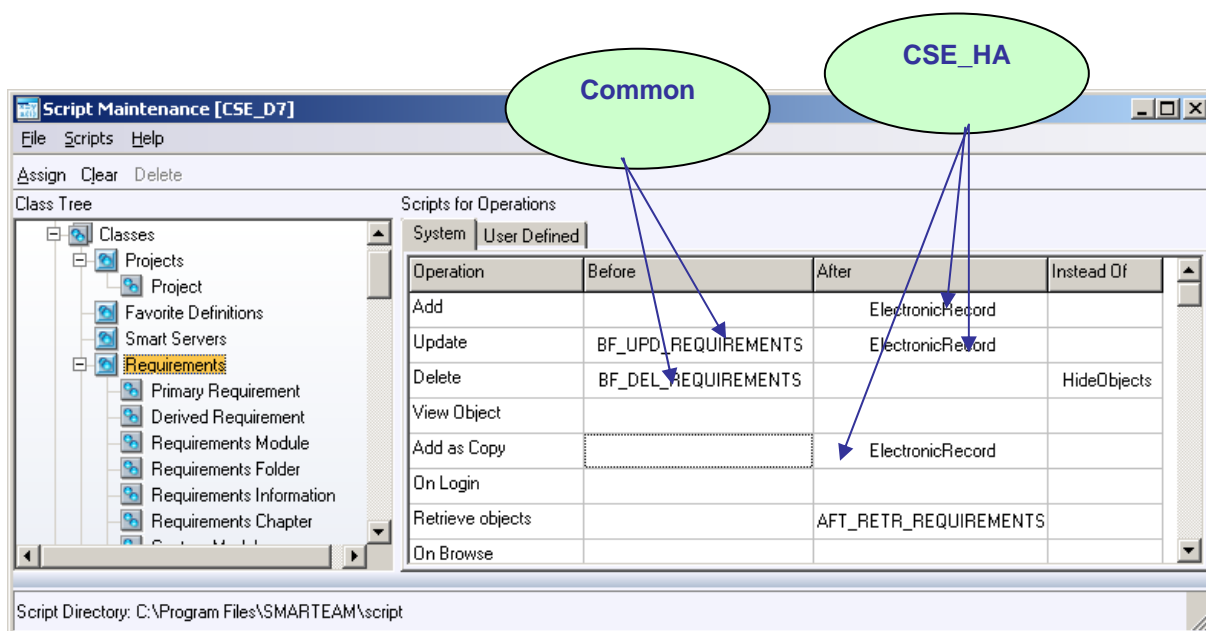 CSE_HA
Common
Script Maintenance [CSE_D7]
File Scripts Help
Assign Clear Delete
Class Tree
Scripts for Operations
Classes
Projects
Project
Favorite Definitions
Smart Servers
Requirements
Primary Requirement
Derived Requirement
Requirements Module
Requirements Folder
Requirements Information
Requirements Chapter
System User Defined
Operation Before After Instead Of
Add ElectronicRecord
Update BF_UPD_REQUIREMENTS ElectronicRecord
Delete BF_DEL_REQUIREMENTS HideObjects
View Object
Add as Copy ElectronicRecord
On Login
Retrieve objects AFT_RETR_REQUIREMENTS
On Browse
Script Directory: C:\Program Files\SMARTEAM\script